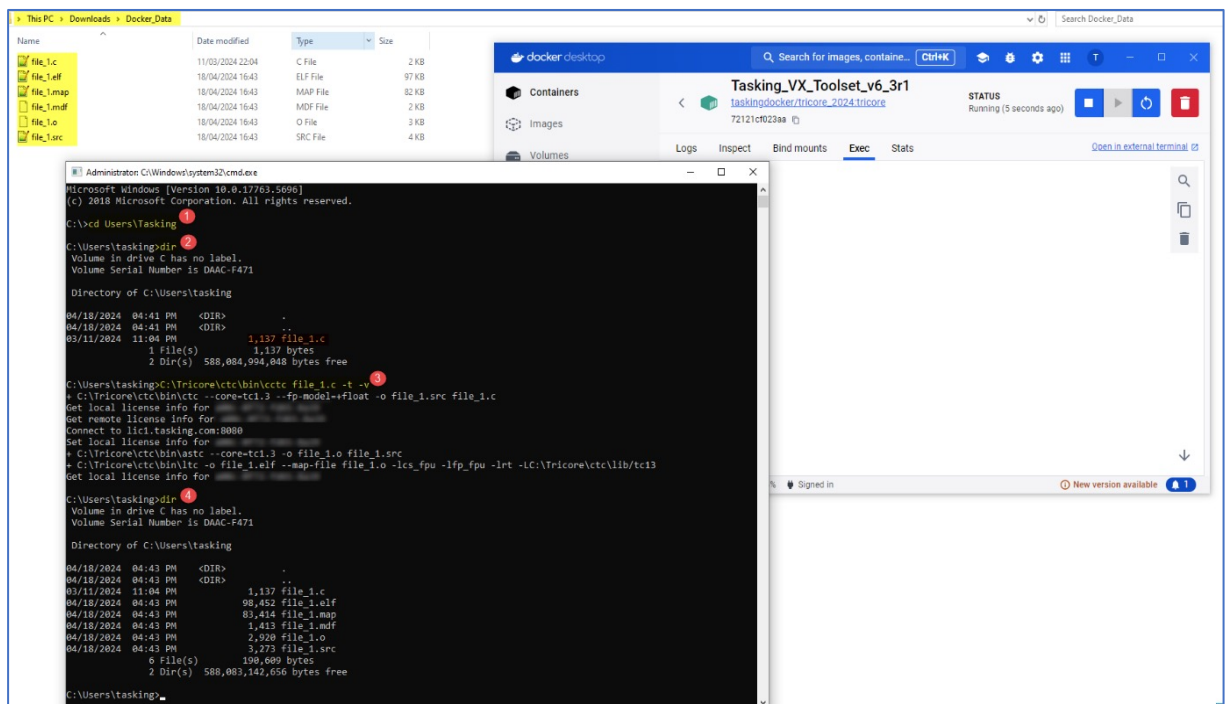 This PC > Downloads > Docker_Data
Search Docker_Data
Name Date modified Type Size
file_1.c 11/03/2024 22:04 C File 2 KB
file_1.elf 18/04/2024 16:43 ELF File 97 KB
file_1.map 18/04/2024 16:43 MAP File 82 KB
file_1.mdf 18/04/2024 16:43 MDF File 2 KB
file_1.o 18/04/2024 16:43 O File 3 KB
file_1.src 18/04/2024 16:43 SRC File 4 KB
docker desktop
Search for images, containe... Ctrl+K
T
Containers
Images
Volumes
Tasking_VX_Toolset_v6_3r1
taskingdocker/tricore_2024:tricore
72121cf023aa
STATUS
Running (5 seconds ago)
Logs Inspect Bind mounts Exec Stats
Open in external terminal
% Signed in
New version available 1
Administrator: C:\Windows\system32\cmd.exe
Microsoft Windows [Version 10.0.17763.5696]
(c) 2018 Microsoft Corporation. All rights reserved.
C:\>cd Users\Tasking 1
C:\Users\tasking>dir 2
Volume in drive C has no label.
Volume Serial Number is DAAC-F471
Directory of C:\Users\tasking
04/18/2024 04:41 PM <DIR> .
04/18/2024 04:41 PM <DIR> ..
03/11/2024 11:04 PM 1,137 file_1.c
1 File(s) 1,137 bytes
2 Dir(s) 588,084,994,048 bytes free
C:\Users\tasking>C:\Tricore\ctc\bin\cctc file_1.c -t -v 3
+ C:\Tricore\ctc\bin\ctc --core=tc1.3 --fp-model=+float -o file_1.src file_1.c
Get local license info for
Get remote license info for
Connect to lic1.tasking.com:8080
Set local license info for
+ C:\Tricore\ctc\bin\astc --core=tc1.3 -o file_1.o file_1.src
+ C:\Tricore\ctc\bin\ltc -o file_1.elf --map-file file_1.o -lcs_fpu -lfp_fpu -lrt -LC:\Tricore\ctc\lib/tc13
Get local license info for
C:\Users\tasking>dir 4
Volume in drive C has no label.
Volume Serial Number is DAAC-F471
Directory of C:\Users\tasking
04/18/2024 04:43 PM <DIR> .
04/18/2024 04:43 PM <DIR> ..
03/11/2024 11:04 PM 1,137 file_1.c
04/18/2024 04:43 PM 98,452 file_1.elf
04/18/2024 04:43 PM 83,414 file_1.map
04/18/2024 04:43 PM 1,413 file_1.mdf
04/18/2024 04:43 PM 2,920 file_1.o
04/18/2024 04:43 PM 3,273 file_1.src
6 File(s) 190,609 bytes
2 Dir(s) 588,083,142,656 bytes free
C:\Users\tasking>_